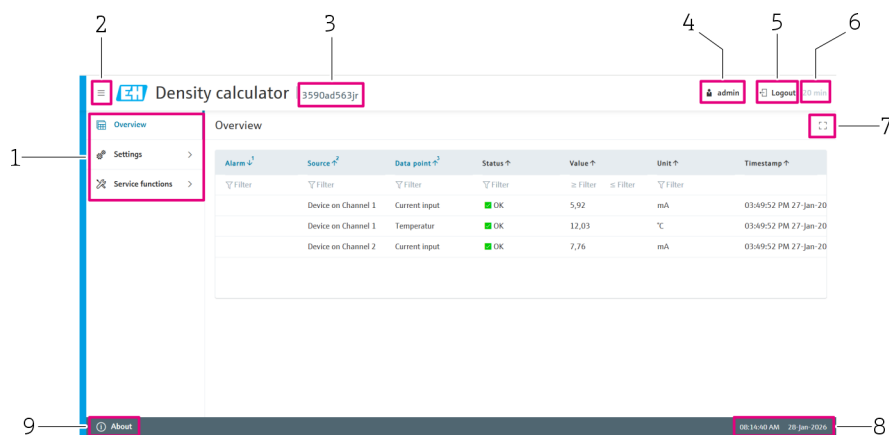 2 3 4 5 6
EH Density calculator 3590ad563jr admin Logout 20 min
Overview Overview 7
1 Settings
Alarm ↓1 Source ↑2 Data point ↑3 Status ↑ Value ↑ Unit ↑ Timestamp ↑
Service functions Filter Filter Filter Filter ≥ Filter ≤ Filter Filter
Device on Channel 1 Current input OK 5,92 mA 03:49:52 PM 27-Jan-20
Device on Channel 1 Temperatur OK 12,03 °C 03:49:52 PM 27-Jan-20
Device on Channel 2 Current input OK 7,76 mA 03:49:52 PM 27-Jan-20
9 About 08:14:40 AM 28-Jan-2026 8